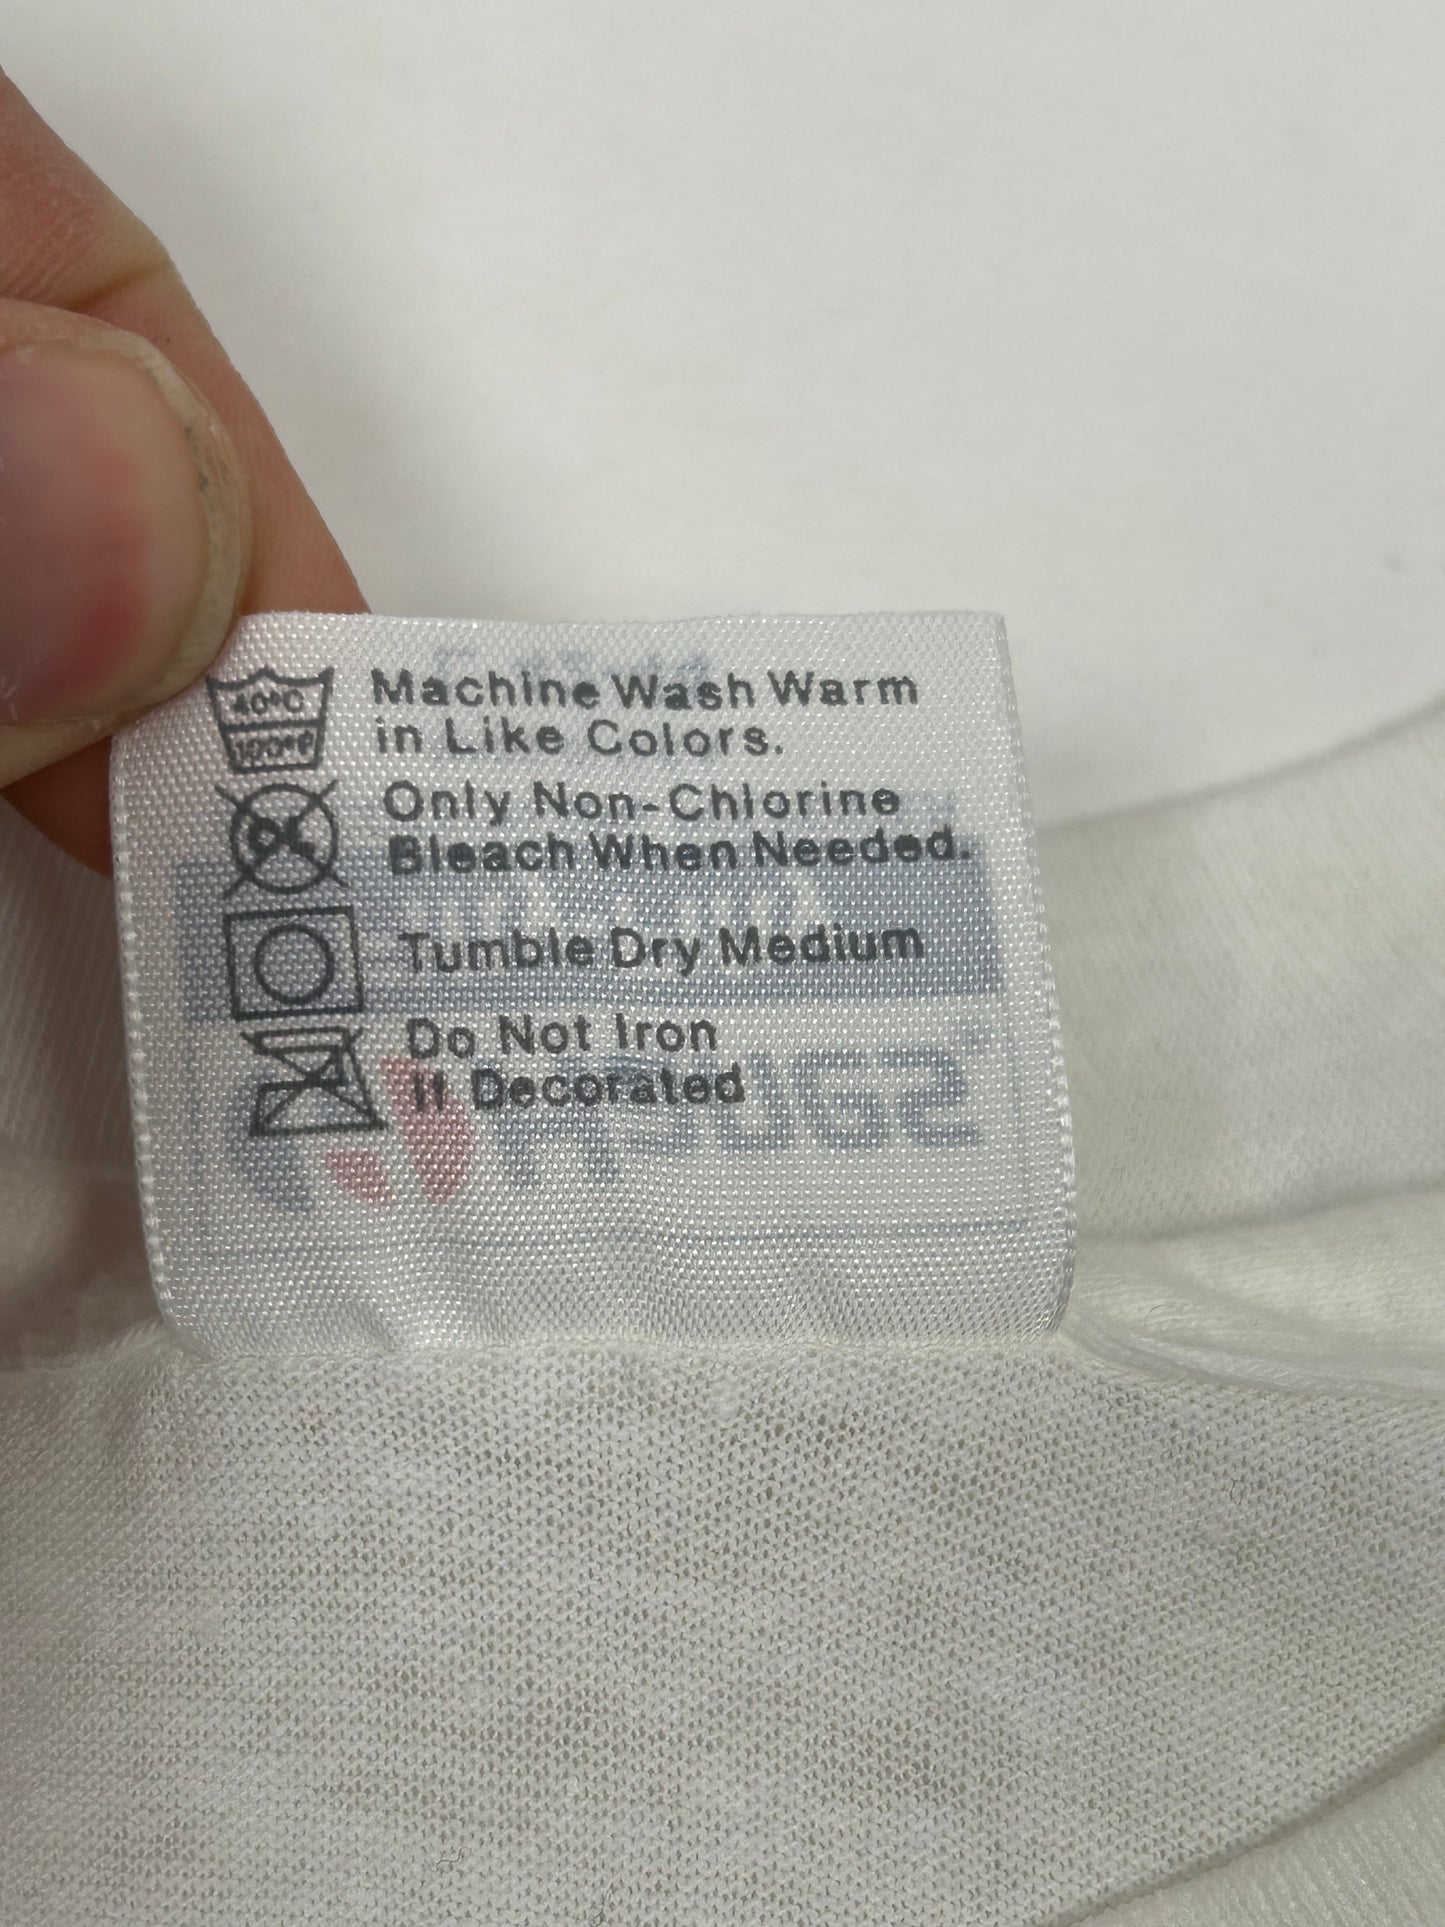 40°C
Machine Wash Warm
in Like Colors.
Only Non-Chlorine
Bleach When Needed.
Tumble Dry Medium
Do Not Iron
If Decorated